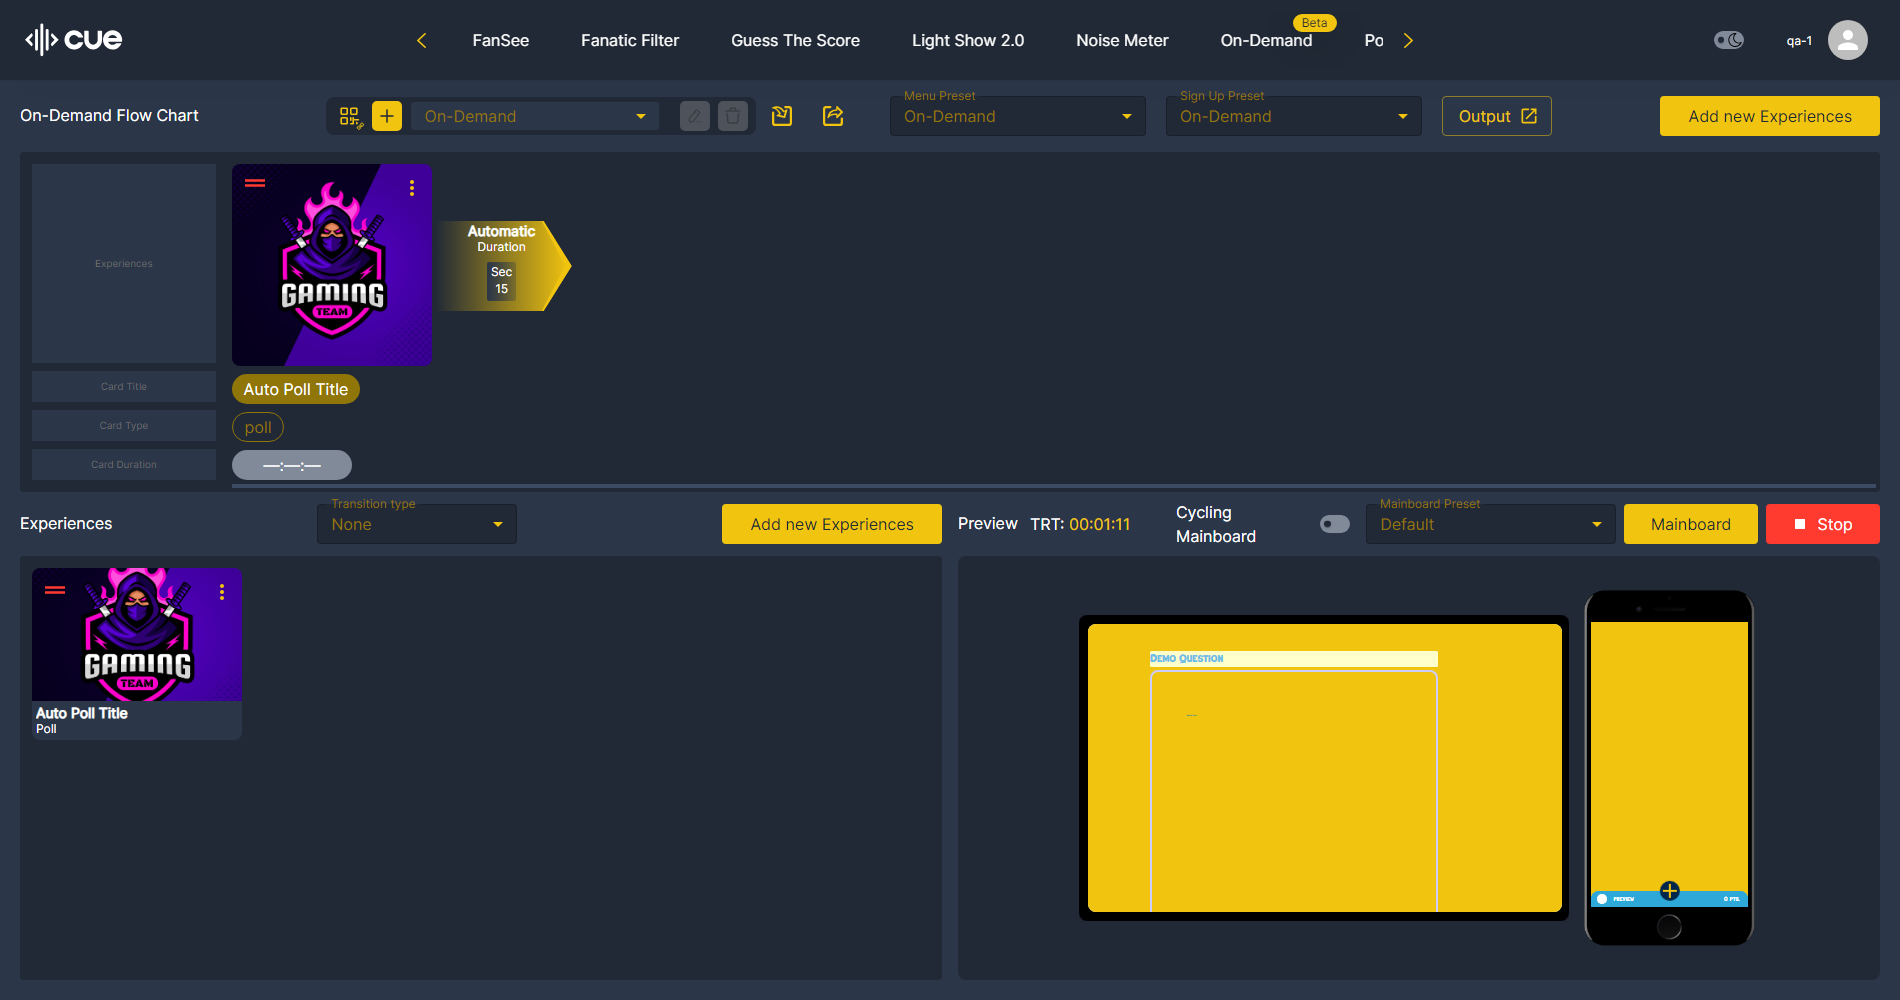 cue
FanSee
Fanatic Filter
Guess The Score
Light Show 2.0
Noise Meter
On-Demand
Beta
Po
qa-1
On-Demand Flow Chart
On-Demand
Menu Preset
On-Demand
Sign Up Preset
On-Demand
Output
Add new Experiences
Experiences
GAMING
TEAM
Automatic
Duration
Sec
15
Card Title
Auto Poll Title
Card Type
poll
Card Duration
—:—:—
Experiences
Transition type
None
Add new Experiences
Preview
TRT: 00:01:11
Cycling
Mainboard
Mainboard Preset
Default
Mainboard
Stop
GAMING
TEAM
Auto Poll Title
Poll
Demo Question
PREVIEW
0 PTS.